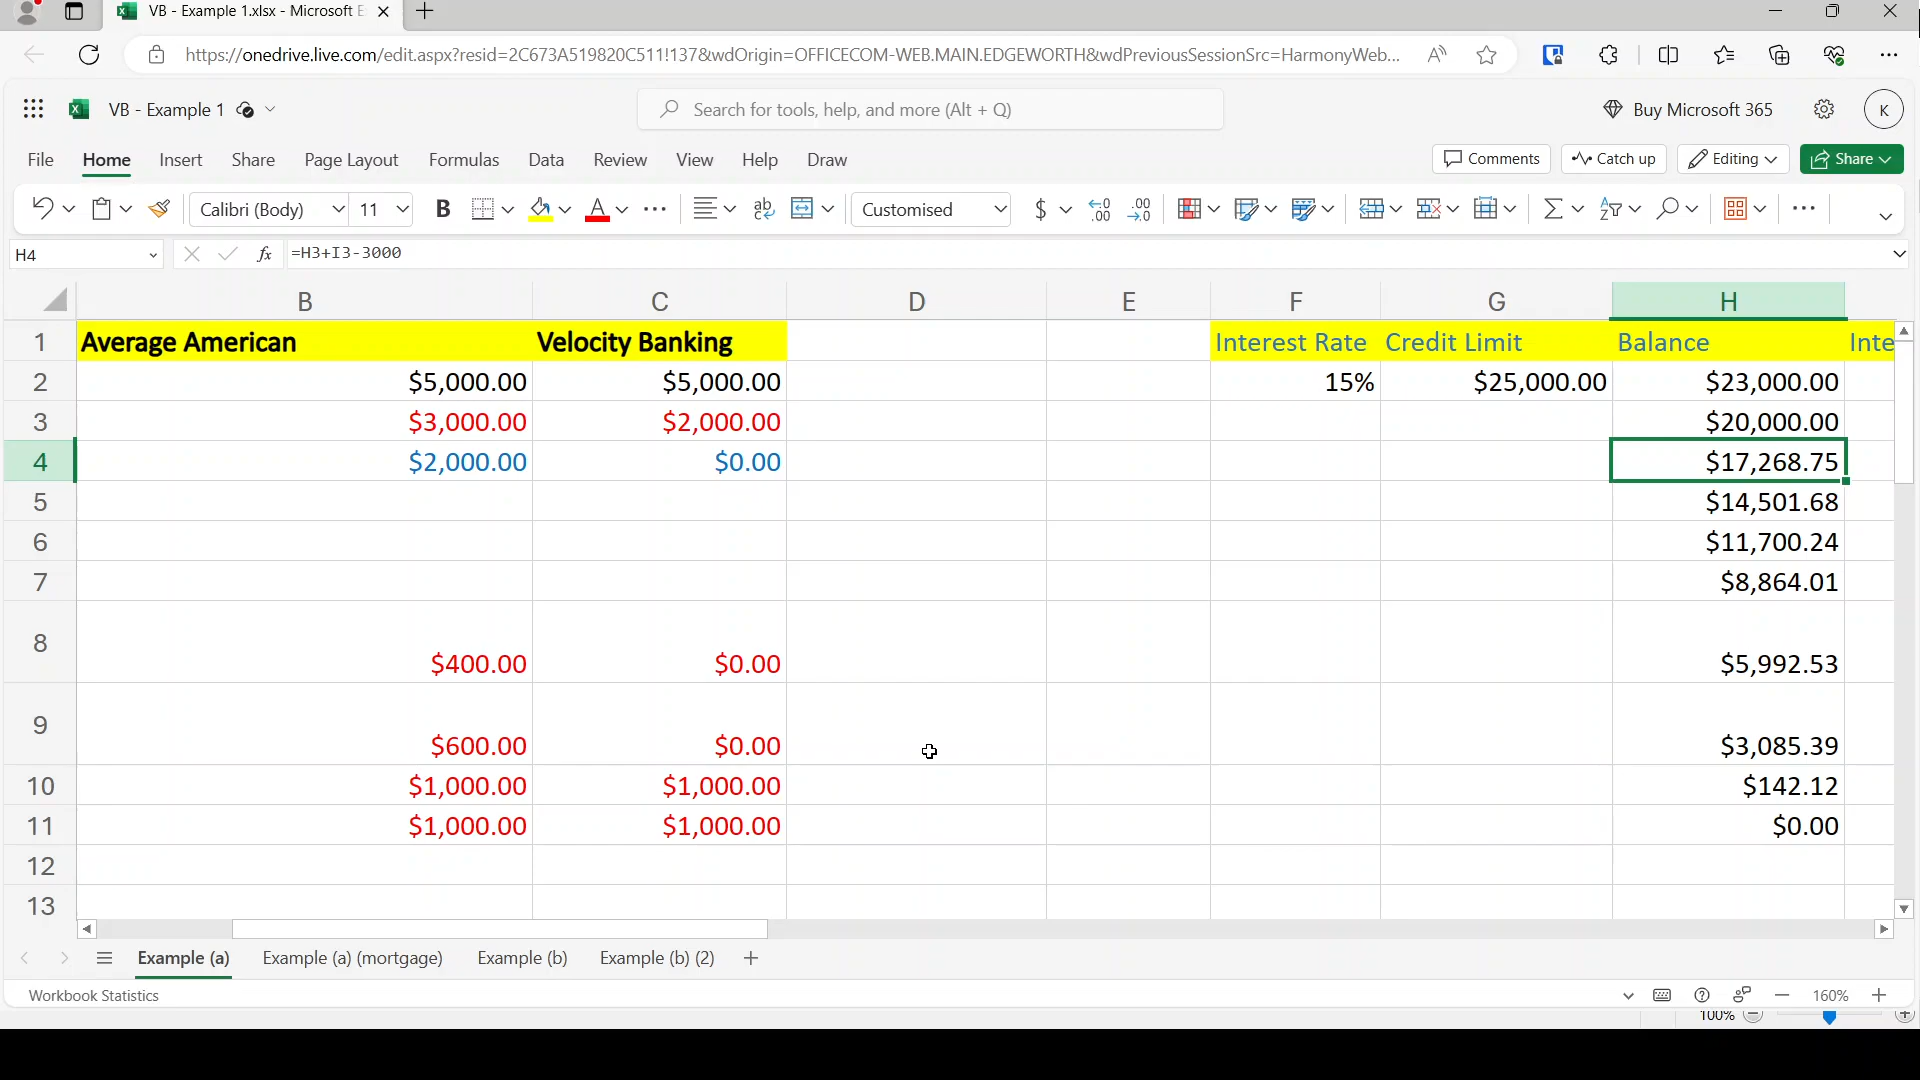 VB - Example 1.xlsx - Microsoft E
https://onedrive.live.com/edit.aspx?resid=2C673A519820C511!137&wdOrigin=OFFICECOM-WEB.MAIN.EDGEWORTH&wdPreviousSessionSrc=HarmonyWeb...
VB - Example 1
Search for tools, help, and more (Alt + Q)
Buy Microsoft 365
K
File Home Insert Share Page Layout Formulas Data Review View Help Draw
Comments Catch up Editing Share
Calibri (Body) 11 B Customised $
H4 fx =H3+I3-3000
B C D E F G H
1 Average American Velocity Banking Interest Rate Credit Limit Balance Inte
2 $5,000.00 $5,000.00 15% $25,000.00 $23,000.00
3 $3,000.00 $2,000.00 $20,000.00
4 $2,000.00 $0.00 $17,268.75
5 $14,501.68
6 $11,700.24
7 $8,864.01
8 $400.00 $0.00 $5,992.53
9 $600.00 $0.00 $3,085.39
10 $1,000.00 $1,000.00 $142.12
11 $1,000.00 $1,000.00 $0.00
12
13
Example (a) Example (a) (mortgage) Example (b) Example (b) (2)
Workbook Statistics
160%
100%